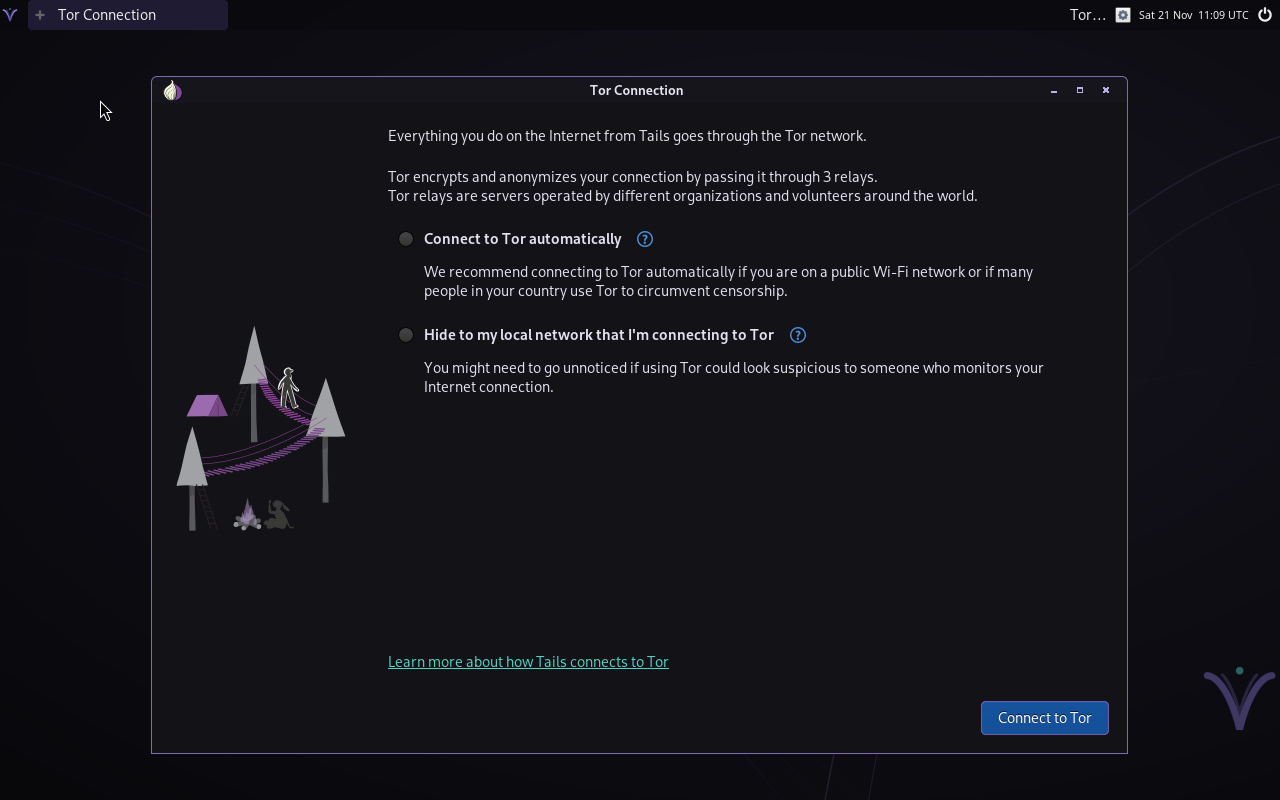 Tor Connection
Tor...
Sat 21 Nov 11:09 UTC
Tor Connection
Everything you do on the Internet from Tails goes through the Tor network.
Tor encrypts and anonymizes your connection by passing it through 3 relays.
Tor relays are servers operated by different organizations and volunteers around the world.
Connect to Tor automatically
We recommend connecting to Tor automatically if you are on a public Wi-Fi network or if many
people in your country use Tor to circumvent censorship.
Hide to my local network that I'm connecting to Tor
You might need to go unnoticed if using Tor could look suspicious to someone who monitors your
Internet connection.
Learn more about how Tails connects to Tor
Connect to Tor